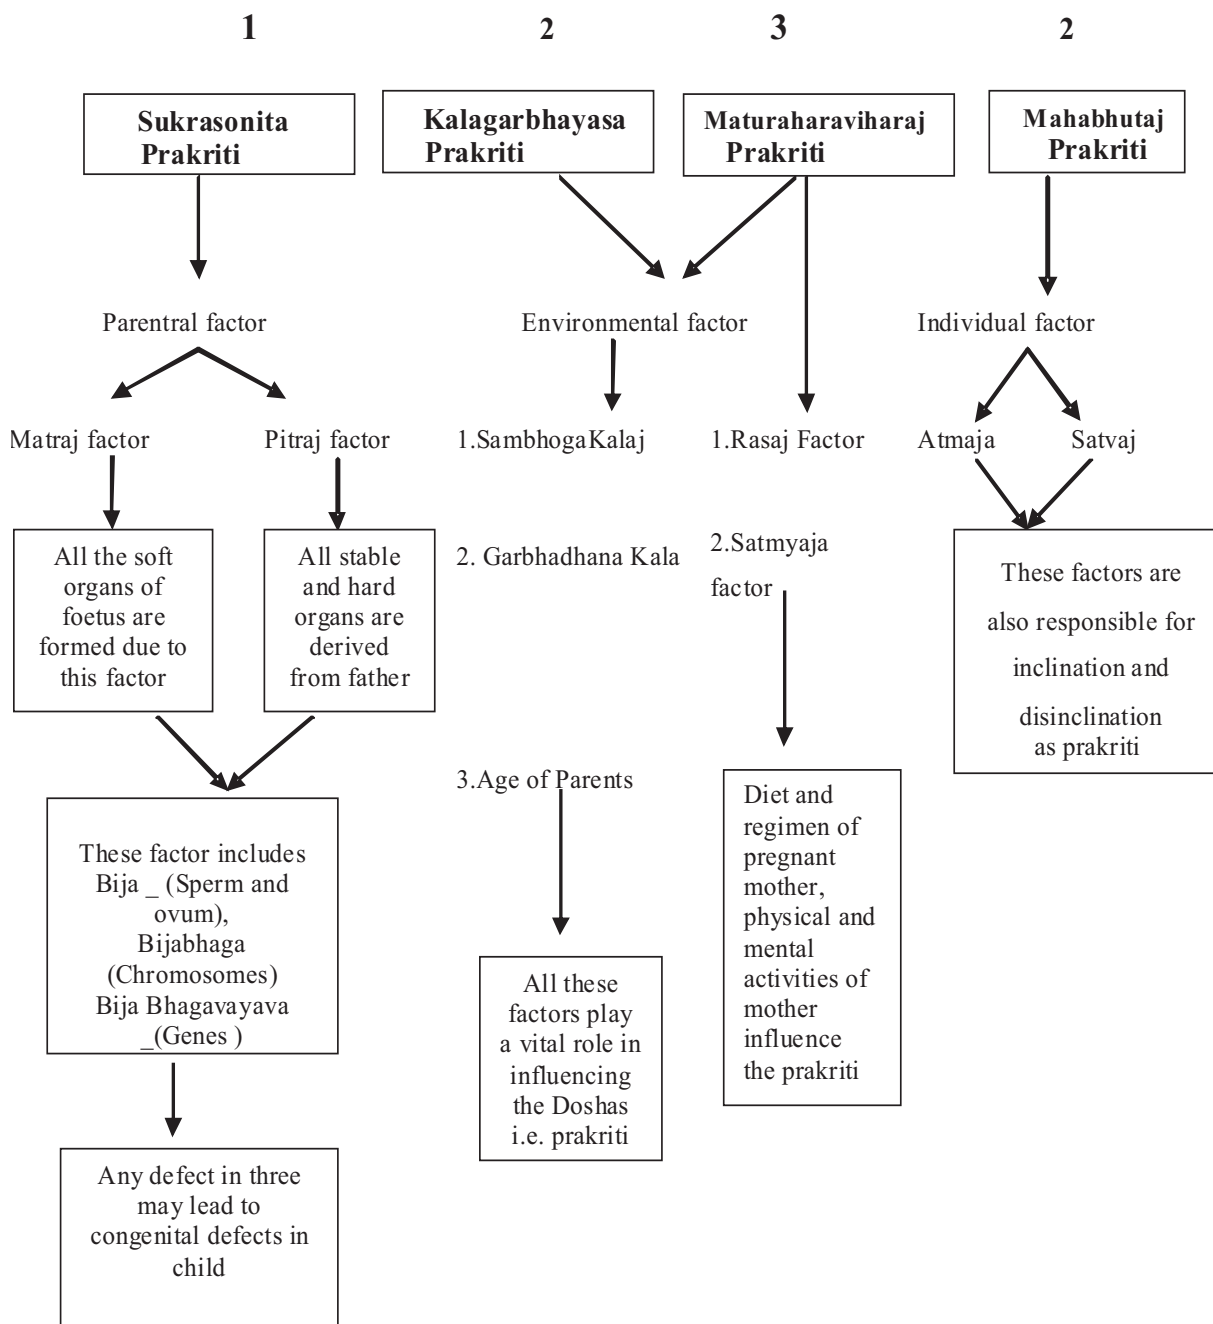 1
2
3
2
Sukrasonita
Prakriti
Kalagarbhayasa
Prakriti
Maturaharaviharaj
Prakriti
Mahabhutaj
Prakriti
Parentral factor
Environmental factor
Individual factor
Matraj factor
Pitraj factor
1.SambhogaKalaj
1.Rasaj Factor
Atmaja
Satvaj
All the soft
organs of
foetus are
formed due to
this factor
All stable
and hard
organs are
derived
from father
2. Garbhadhana Kala
2.Satmyaja
factor
These factors are
also responsible for
inclination and
disinclination
as prakriti
3.Age of Parents
These factor includes
Bija _ (Sperm and
ovum),
Bijabhaga
(Chromosomes)
Bija Bhagavayava
_(Genes )
Diet and
regimen of
pregnant
mother,
physical and
mental
activities of
mother
influence
the prakriti
All these
factors play
a vital role in
influencing
the Doshas
i.e. prakriti
Any defect in three
may lead to
congenital defects in
child